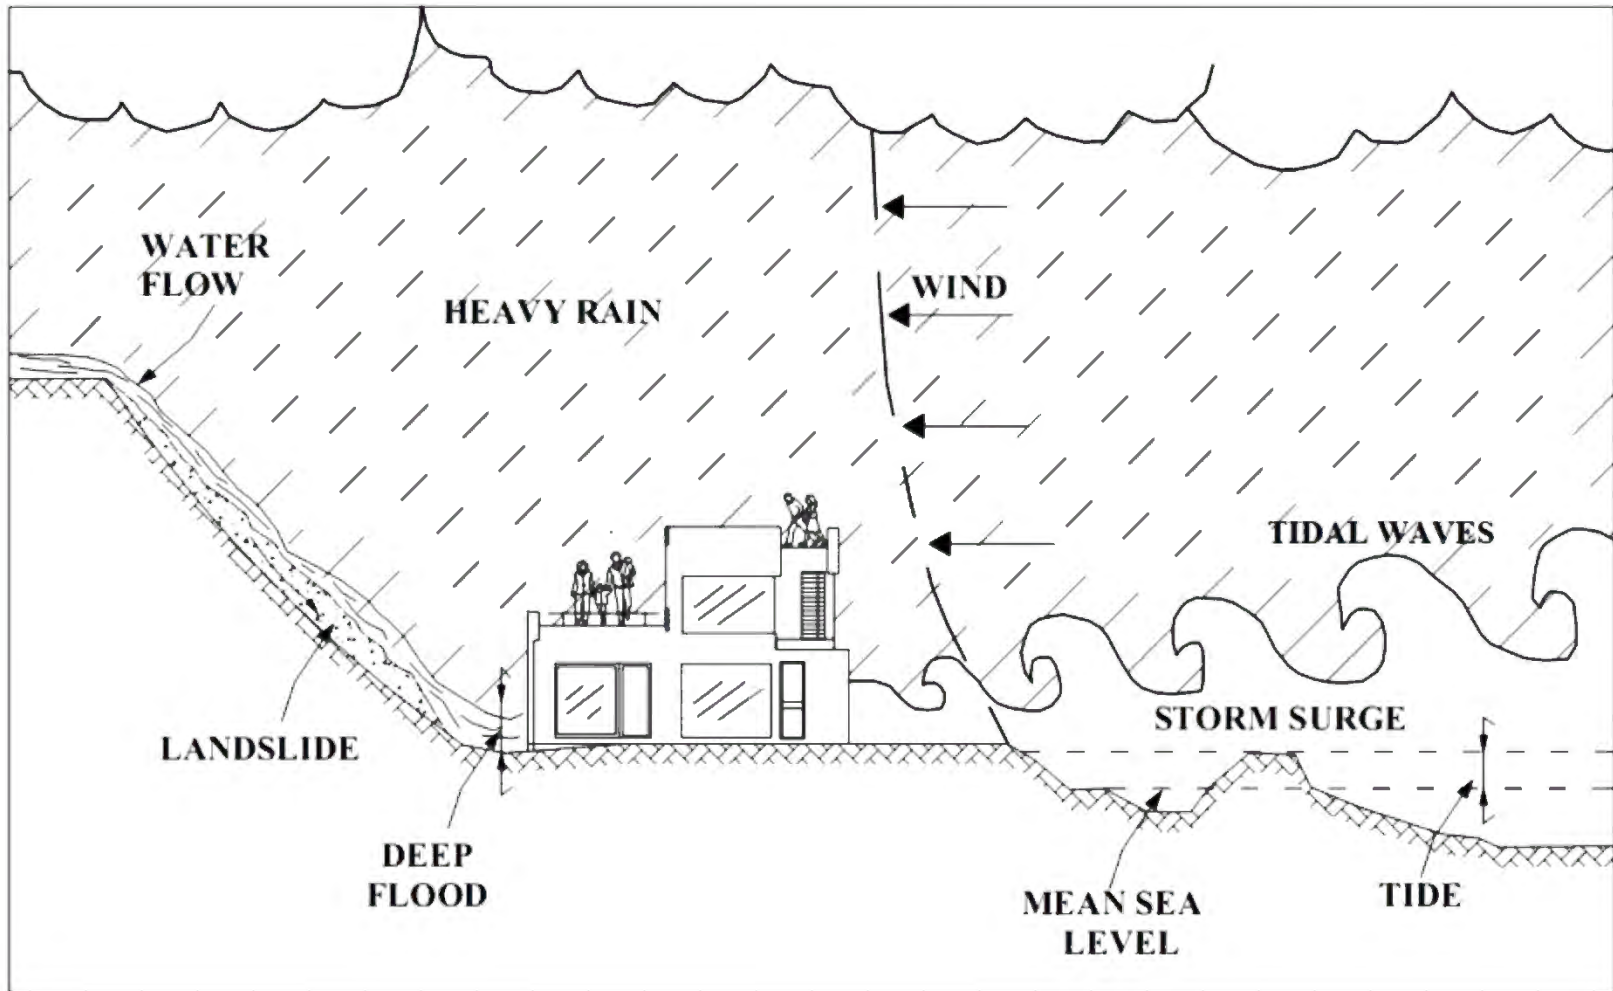 WATER
FLOW
HEAVY RAIN
WIND
TIDAL WAVES
STORM SURGE
LANDSLIDE
DEEP
FLOOD
MEAN SEA
LEVEL
TIDE